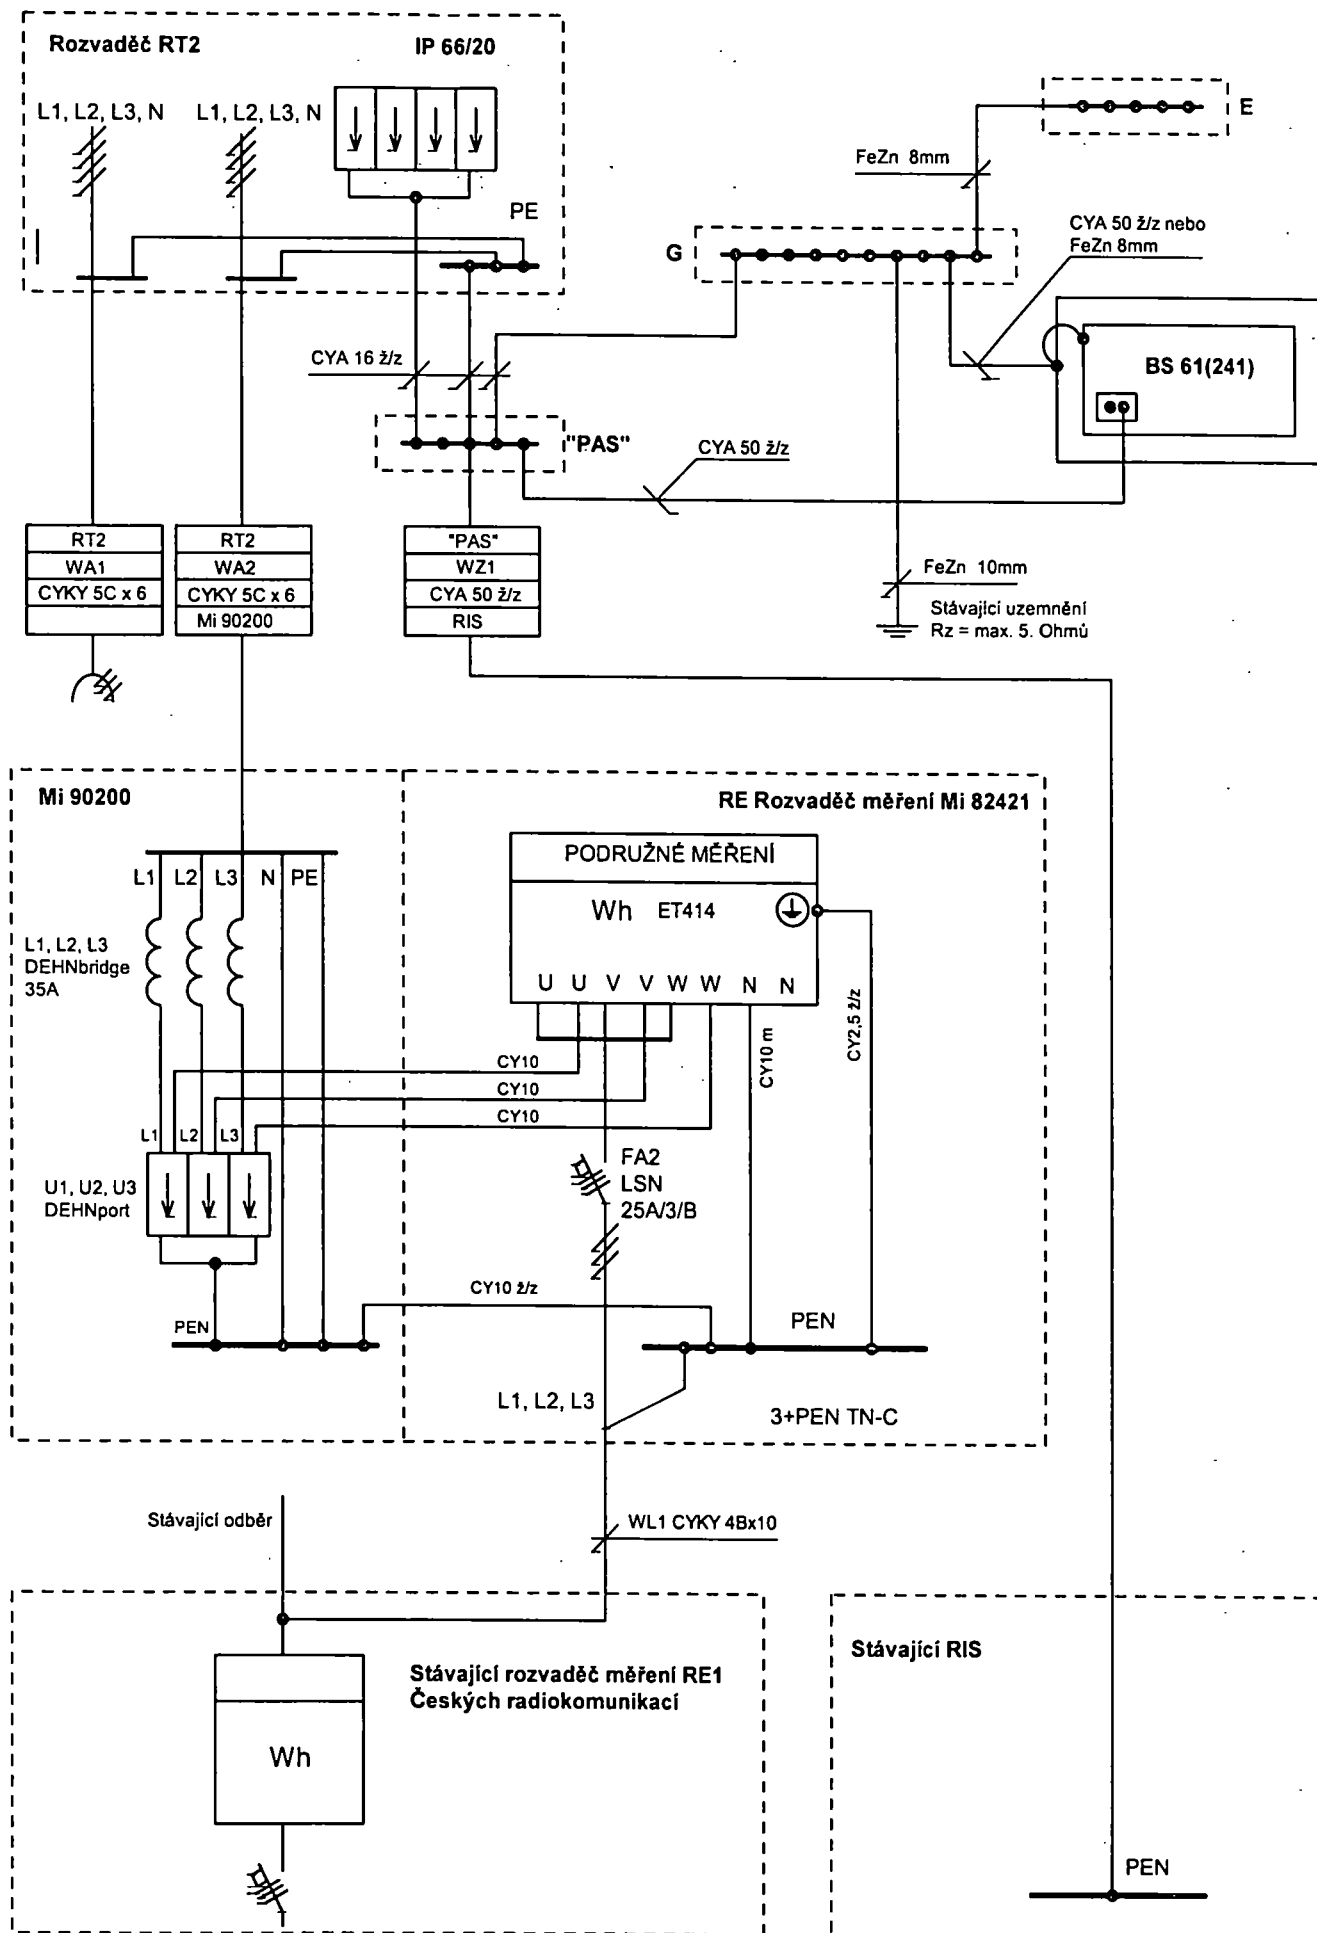 Rozvaděč RT2
IP 66/20
L1, L2, L3, N
L1, L2, L3, N
PE
E
FeZn 8mm
G
CYA 50 ž/z nebo
FeZn 8mm
BS 61(241)
CYA 16 ž/z
"PAS"
CYA 50 ž/z
RT2
WA1
CYKY 5C x 6
RT2
WA2
CYKY 5C x 6
Mi 90200
"PAS"
WZ1
CYA 50 ž/z
RIS
FeZn 10mm
Stávající uzemnění
Rz = max. 5. Ohmů
Mi 90200
RE Rozvaděč měření Mi 82421
PODRUŽNÉ MĚŘENÍ
Wh ET414
U U V V W W N N
L1 L2 L3 N PE
L1, L2, L3
DEHNbridge
35A
CY10
CY10
CY10
CY10 m
CY2,5 ž/z
L1 L2 L3
U1, U2, U3
DEHNport
FA2
LSN
25A/3/B
CY10 ž/z
PEN
PEN
L1, L2, L3
3+PEN TN-C
Stávající odběr
WL1 CYKY 4Bx10
Stávající rozvaděč měření RE1
Českých radiokomunikací
Wh
Stávající RIS
PEN